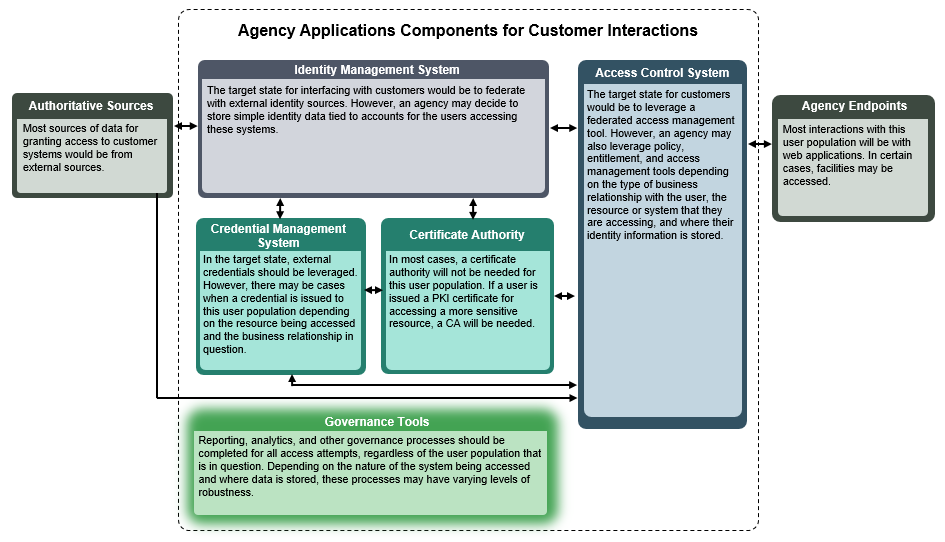 Agency Applications Components for Customer Interactions
Authoritative Sources
Most sources of data for
granting access to customer
systems would be from
external sources.
Identity Management System
The target state for interfacing with customers would be to federate
with external identity sources. However, an agency may decide to
store simple identity data tied to accounts for the users accessing
these systems.
Credential Management
System
In the target state, external
credentials should be leveraged.
However, there may be cases
when a credential is issued to
this user population depending
on the resource being accessed
and the business relationship in
question.
Certificate Authority
In most cases, a certificate
authority will not be needed for
this user population. If a user is
issued a PKI certificate for
accessing a more sensitive
resource, a CA will be needed.
Access Control System
The target state for customers
would be to leverage a
federated access management
tool. However, an agency may
also leverage policy,
entitlement, and access
management tools depending
on the type of business
relationship with the user, the
resource or system that they
are accessing, and where their
identity information is stored.
Agency Endpoints
Most interactions with this
user population will be with
web applications. In certain
cases, facilities may be
accessed.
Governance Tools
Reporting, analytics, and other governance processes should be
completed for all access attempts, regardless of the user population that
is in question. Depending on the nature of the system being accessed
and where data is stored, these processes may have varying levels of
robustness.